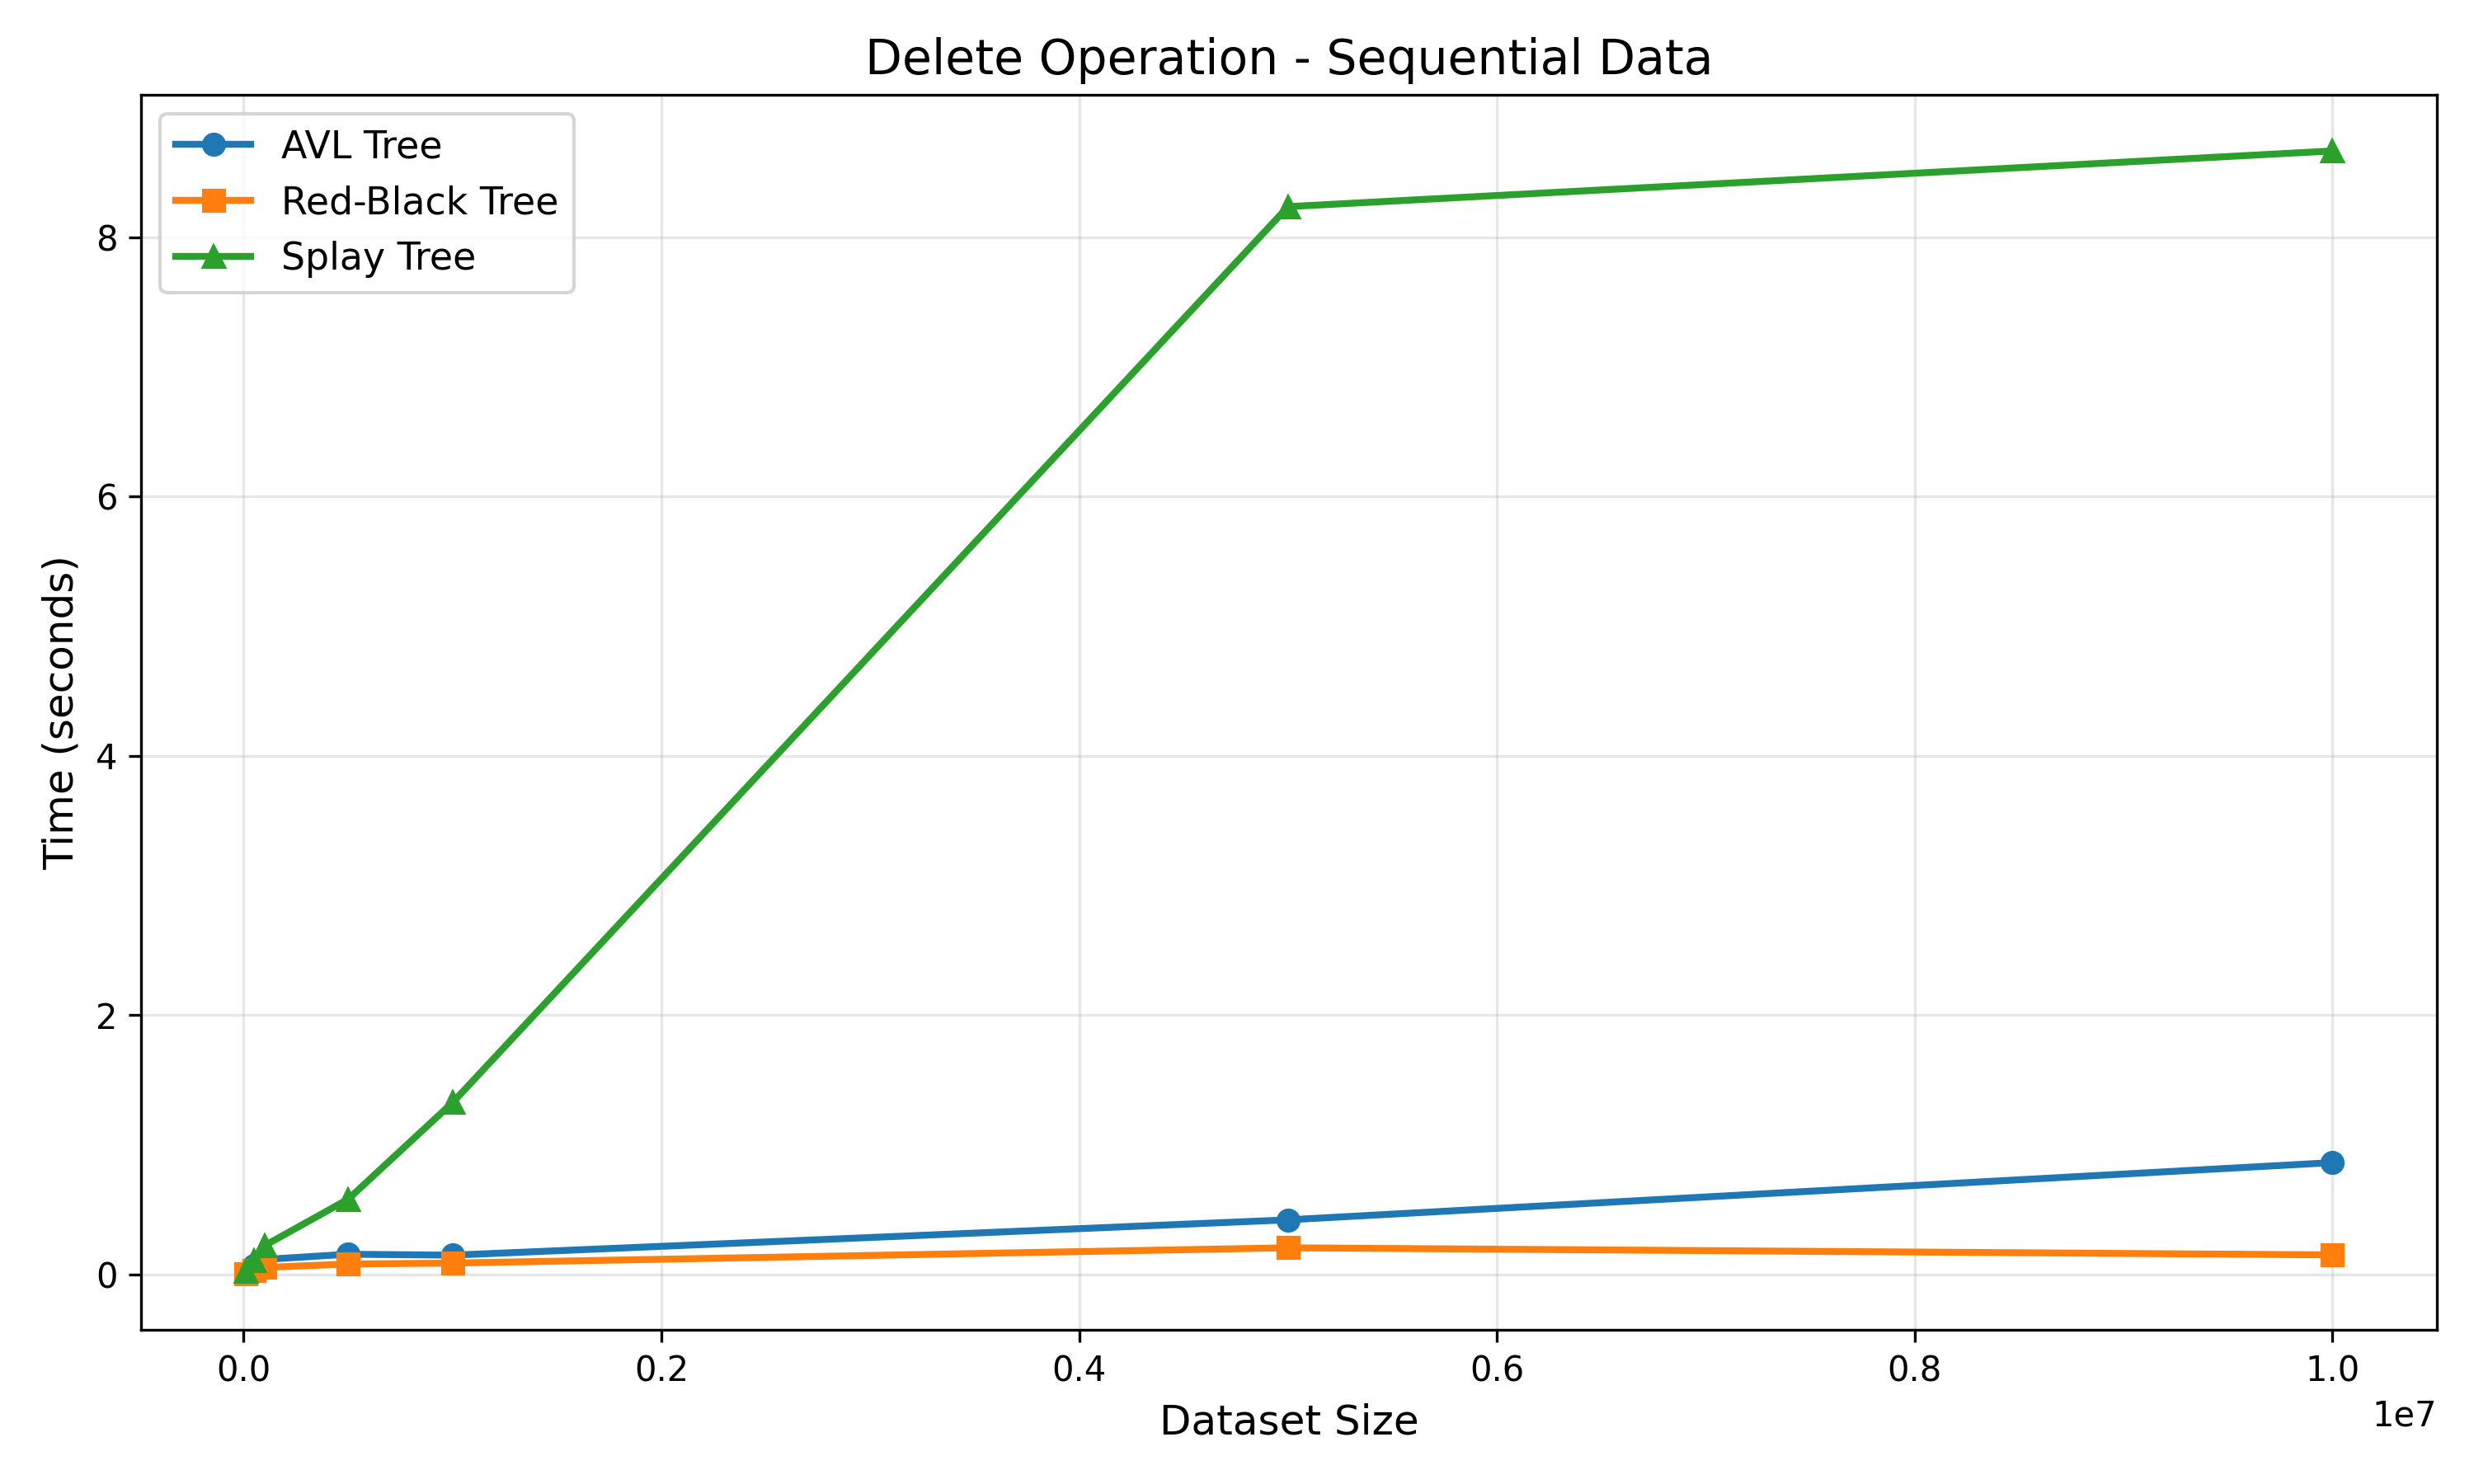 Delete Operation - Sequential Data
AVL Tree
Red-Black Tree
Splay Tree
Time (seconds)
8
6
4
2
0
0.0 0.2 0.4 0.6 0.8 1.0
1e7
Dataset Size